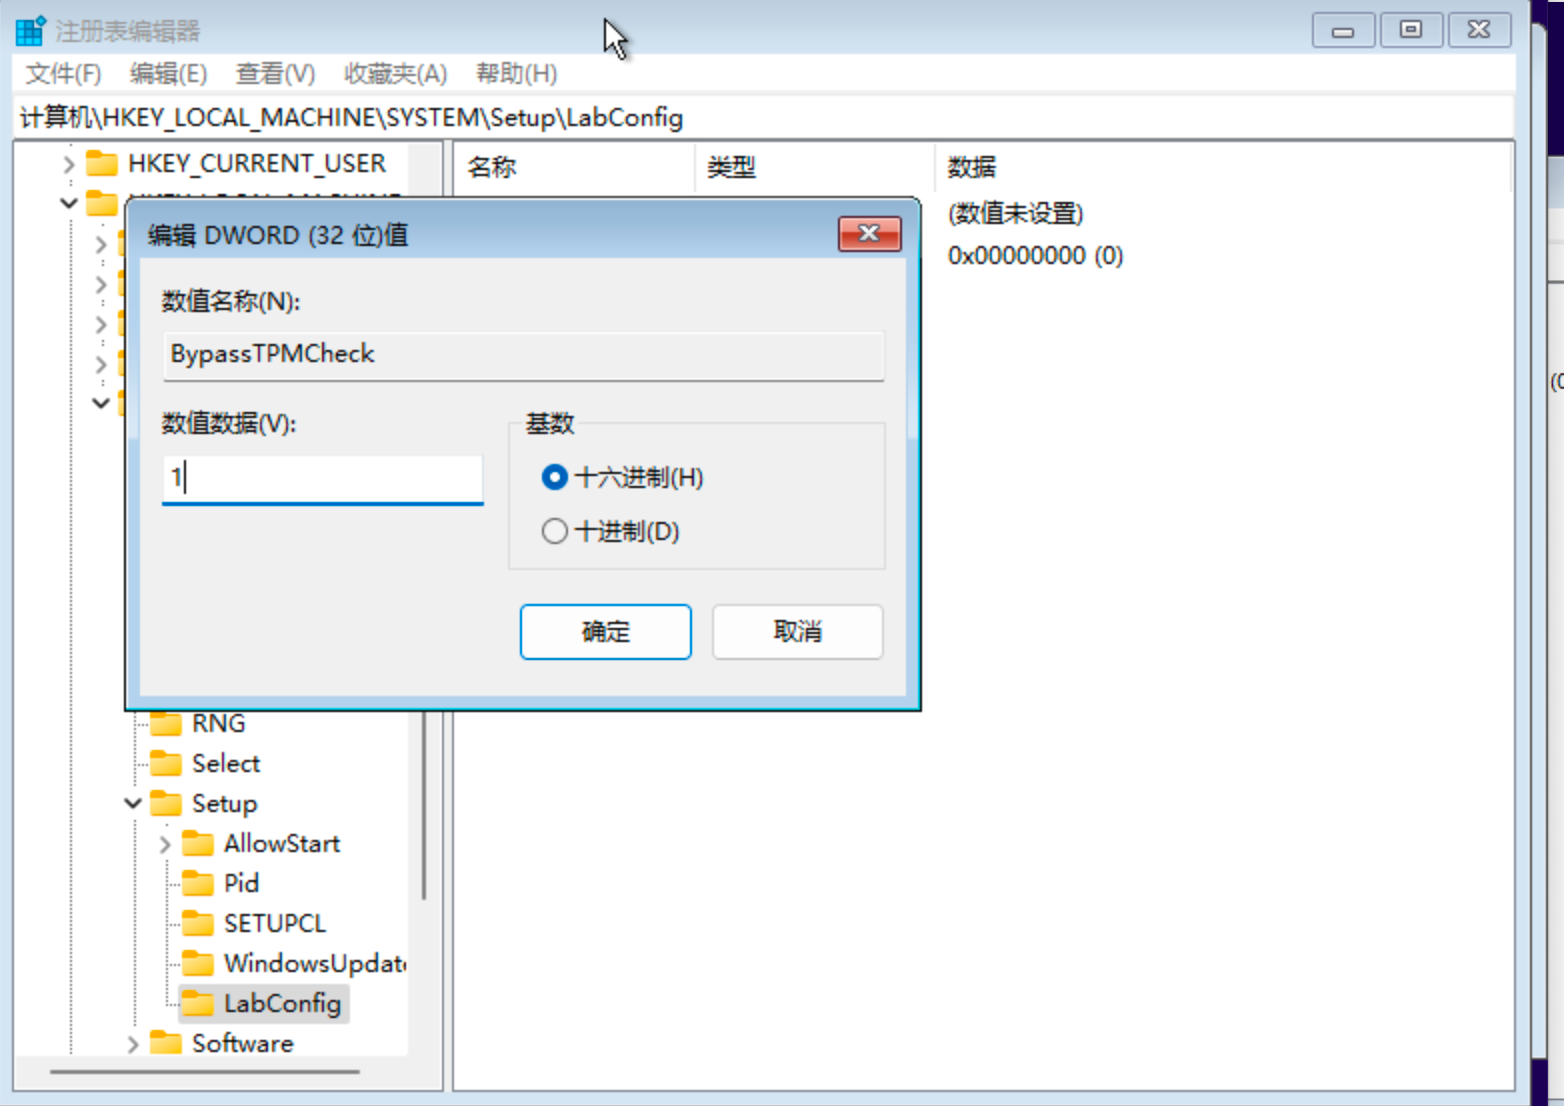 注册表编辑器
文件(F) 编辑(E) 查看(V) 收藏夹(A) 帮助(H)
计算机\HKEY_LOCAL_MACHINE\SYSTEM\Setup\LabConfig
HKEY_CURRENT_USER
名称 类型 数据
(数值未设置)
0x00000000 (0)
编辑 DWORD (32 位)值
数值名称(N):
BypassTPMCheck
数值数据(V):
1
基数
十六进制(H)
十进制(D)
确定 取消
RNG
Select
Setup
AllowStart
Pid
SETUPCL
WindowsUpdat
LabConfig
Software